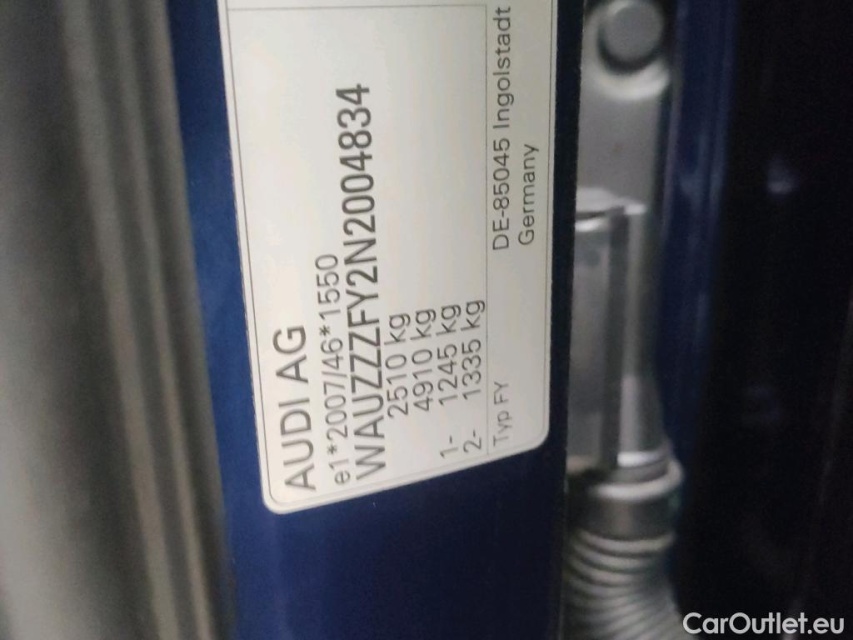 AUDI AG
e1*2007/46*1550
WAUZZZFY2N2004834
2510 kg
4910 kg
1- 1245 kg
2- 1335 kg
Typ FY
DE-85045 Ingolstadt
Germany
CarOutlet.eu